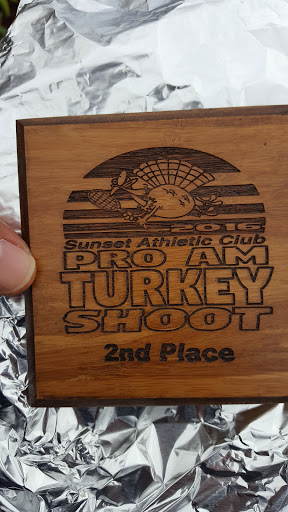 2016
Sunset Athletic Club
PRO AM
TURKEY
SHOOT
2nd Place